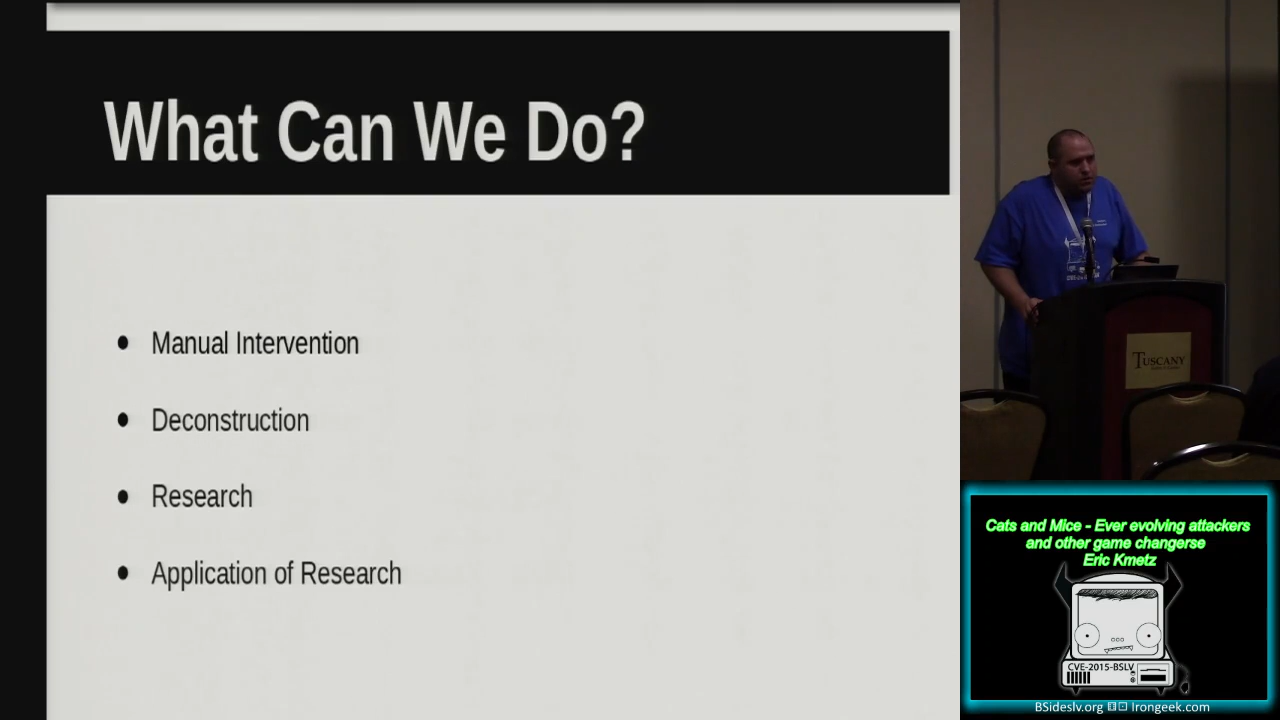 What Can We Do?
Manual Intervention
Deconstruction
Research
Application of Research
TUSCANY
Cats and Mice - Ever evolving attackers
and other game changerse
Eric Kmetz
CVE-2015-BSLV
BSideslv.org Irongeek.com